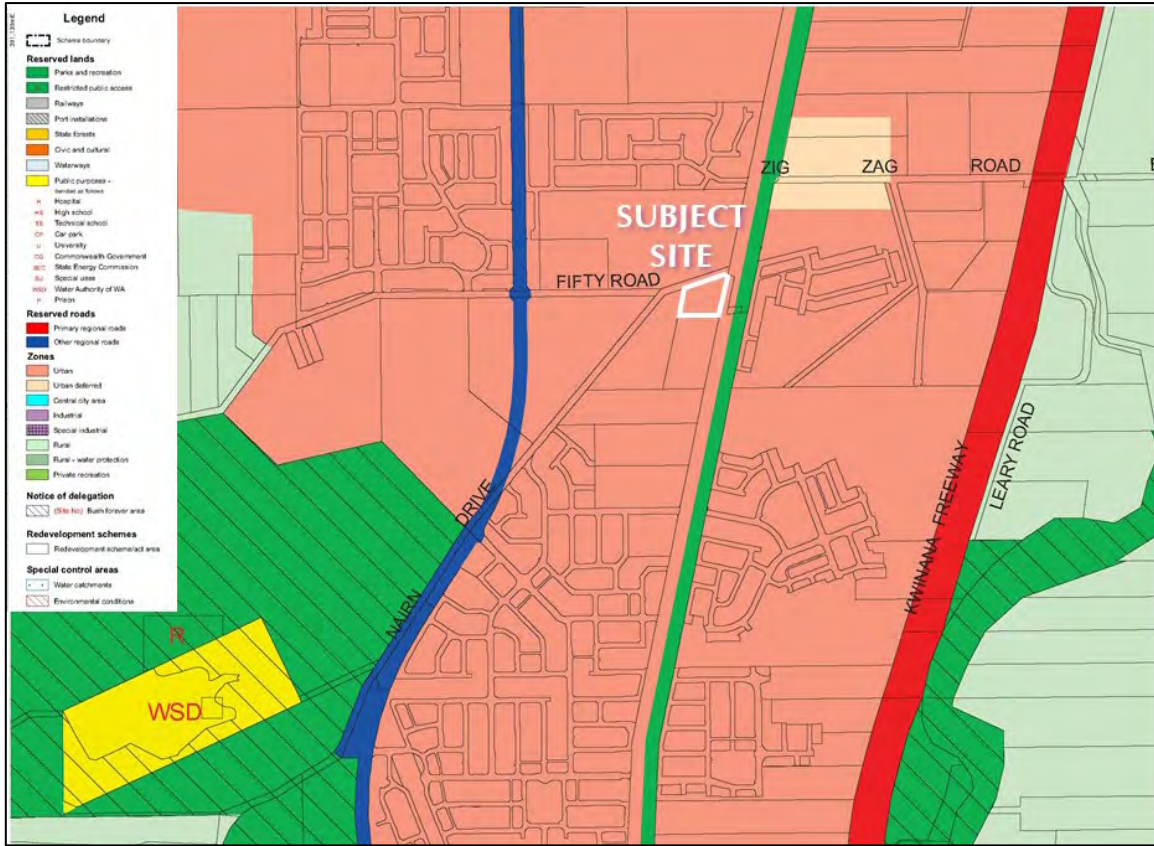 Legend
Scheme boundary
Reserved lands
Parks and recreation
Restricted public access
Railways
Port installations
State forests
Civic and cultural
Waterways
Public purposes -
denoted as follows
H Hospital
HS High school
TS Technical school
CP Car park
U University
CG Commonwealth Government
SEC State Energy Commission
SU Special uses
WSD Water Authority of WA
P Prison
Reserved roads
Primary regional roads
Other regional roads
Zones
Urban
Urban deferred
Central city area
Industrial
Special industrial
Rural
Rural - water protection
Private recreation
Notice of delegation
(Site No) Bush forever area
Redevelopment schemes
Redevelopment scheme/act area
Special control areas
Water catchments
Environmental conditions
ZIG ZAG ROAD
SUBJECT
SITE
FIFTY ROAD
NAIRN DRIVE
KWINANA FREEWAY
LEARY ROAD
WSD